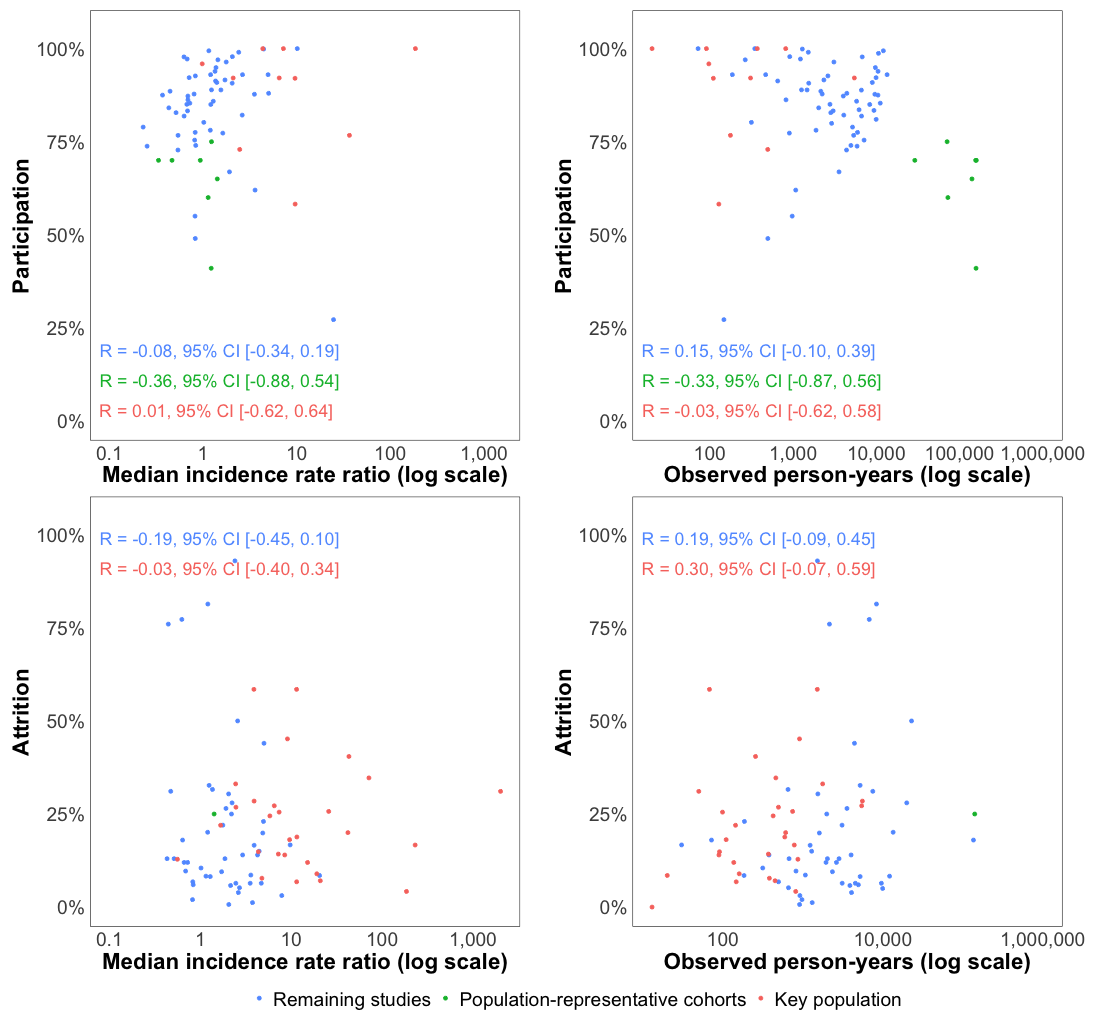 100%
75%
50%
25%
0%
Participation
R = -0.08, 95% CI [-0.34, 0.19]
R = -0.36, 95% CI [-0.88, 0.54]
R = 0.01, 95% CI [-0.62, 0.64]
0.1 1 10 100 1,000
Median incidence rate ratio (log scale)
100%
75%
50%
25%
0%
Participation
R = 0.15, 95% CI [-0.10, 0.39]
R = -0.33, 95% CI [-0.87, 0.56]
R = -0.03, 95% CI [-0.62, 0.58]
100 1,000 10,000 100,000 1,000,000
Observed person-years (log scale)
100%
75%
50%
25%
0%
Attrition
R = -0.19, 95% CI [-0.45, 0.10]
R = -0.03, 95% CI [-0.40, 0.34]
0.1 1 10 100 1,000
Median incidence rate ratio (log scale)
100%
75%
50%
25%
0%
Attrition
R = 0.19, 95% CI [-0.09, 0.45]
R = 0.30, 95% CI [-0.07, 0.59]
100 10,000 1,000,000
Observed person-years (log scale)
Remaining studies Population-representative cohorts Key population